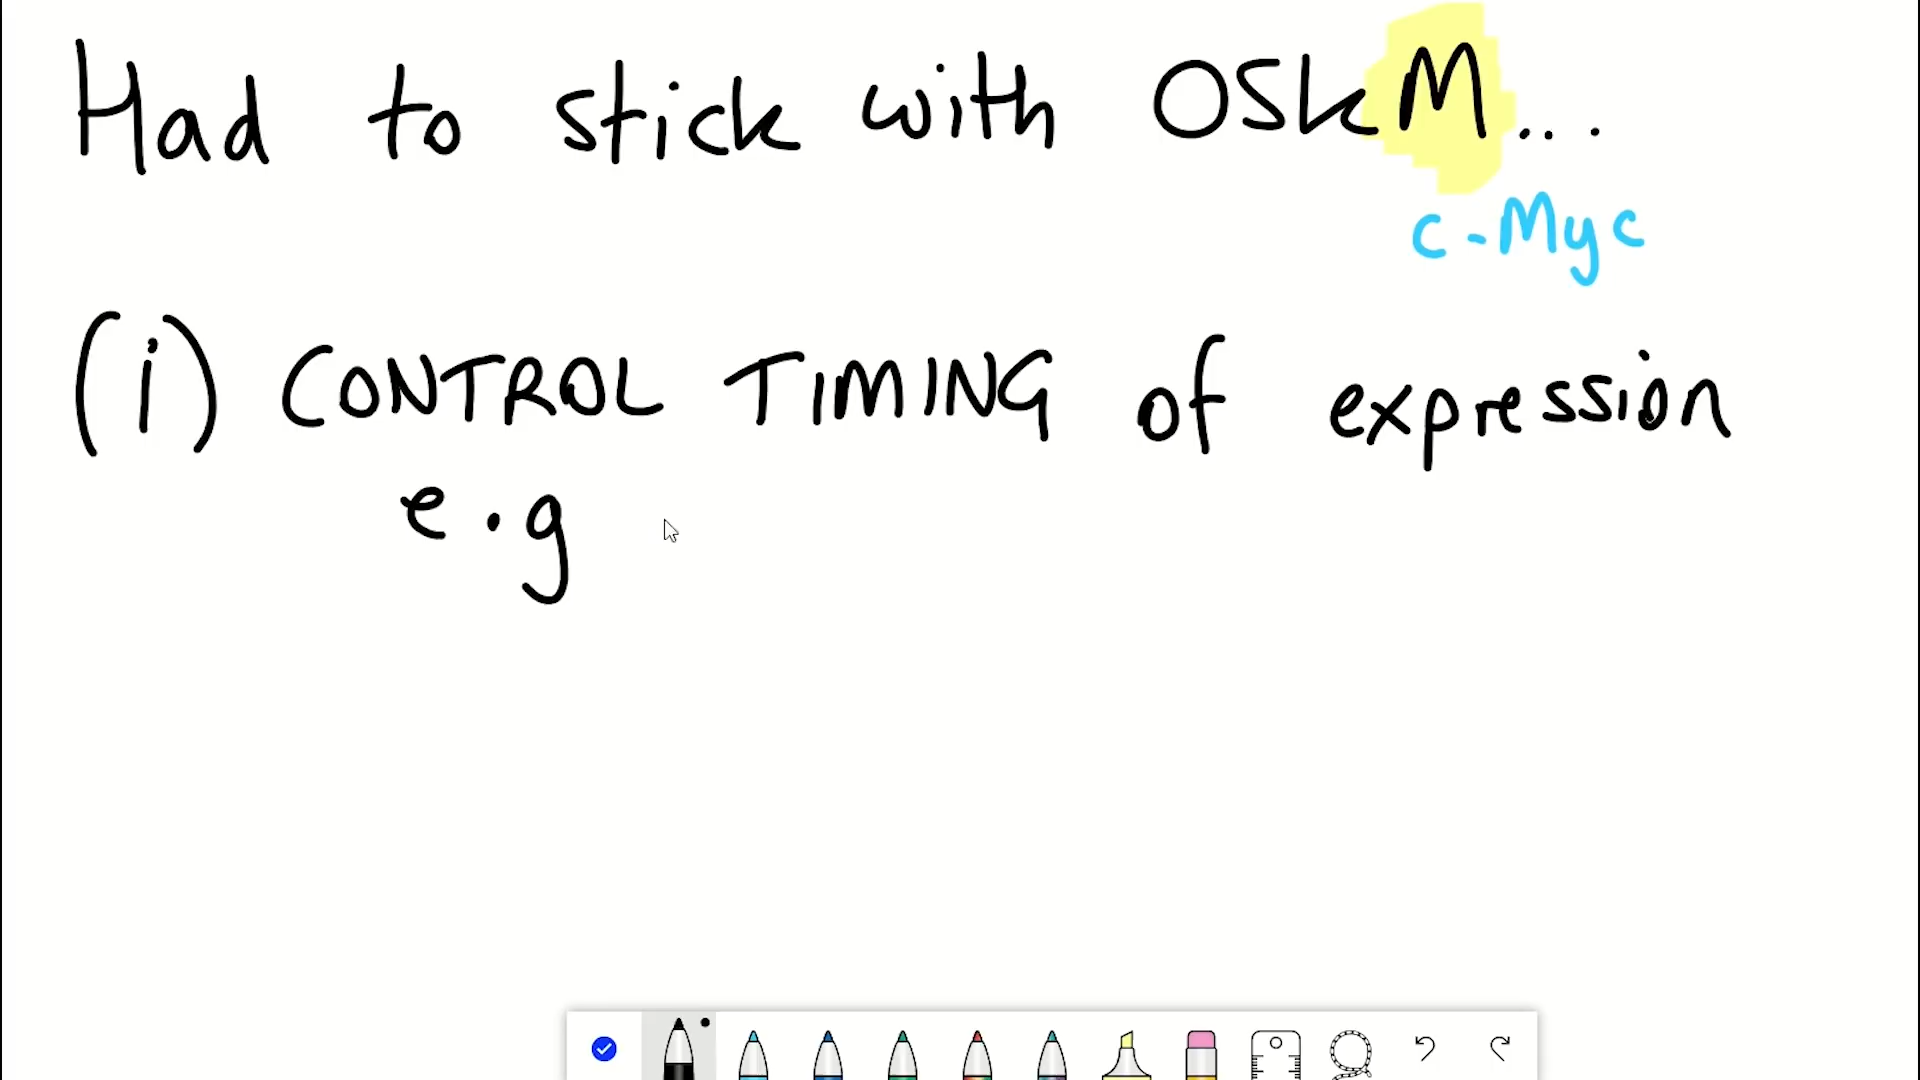 Had to stick with OSKM...
c-Myc
(i) CONTROL TIMING of expression
e.g